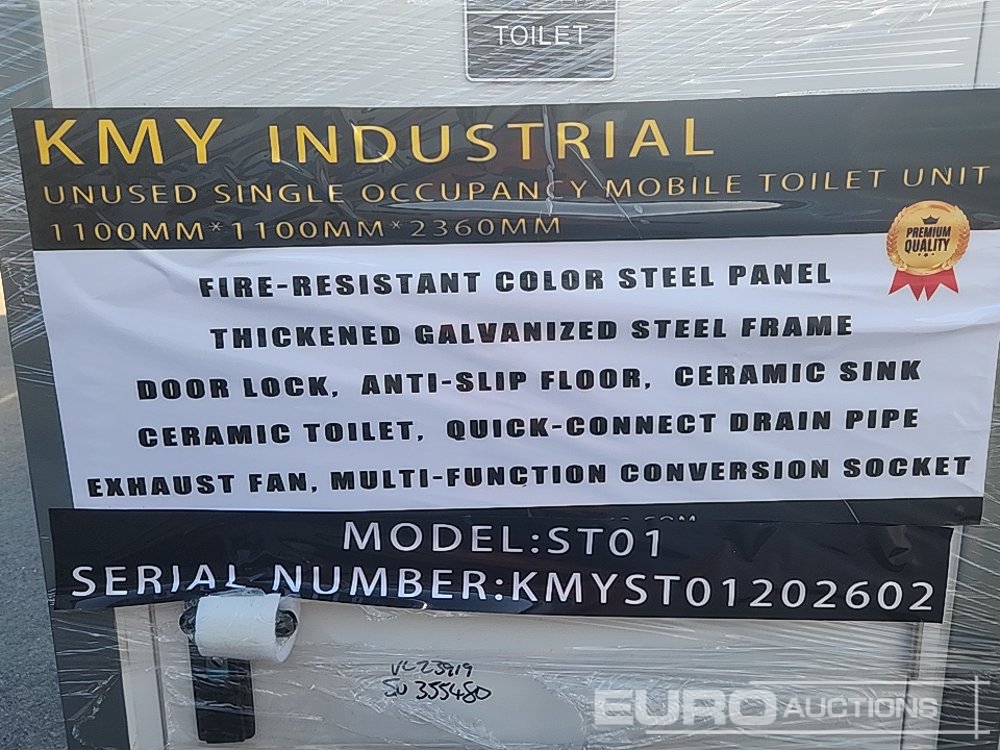 TOILET
KMY INDUSTRIAL
UNUSED SINGLE OCCUPANCY MOBILE TOILET UNIT
1100MM*1100MM*2360MM
PREMIUM
QUALITY
FIRE-RESISTANT COLOR STEEL PANEL
THICKENED GALVANIZED STEEL FRAME
DOOR LOCK, ANTI-SLIP FLOOR, CERAMIC SINK
CERAMIC TOILET, QUICK-CONNECT DRAIN PIPE
EXHAUST FAN, MULTI-FUNCTION CONVERSION SOCKET
MODEL:ST01
SERIAL NUMBER:KMYST01202602
355480
EURO AUCTIONS